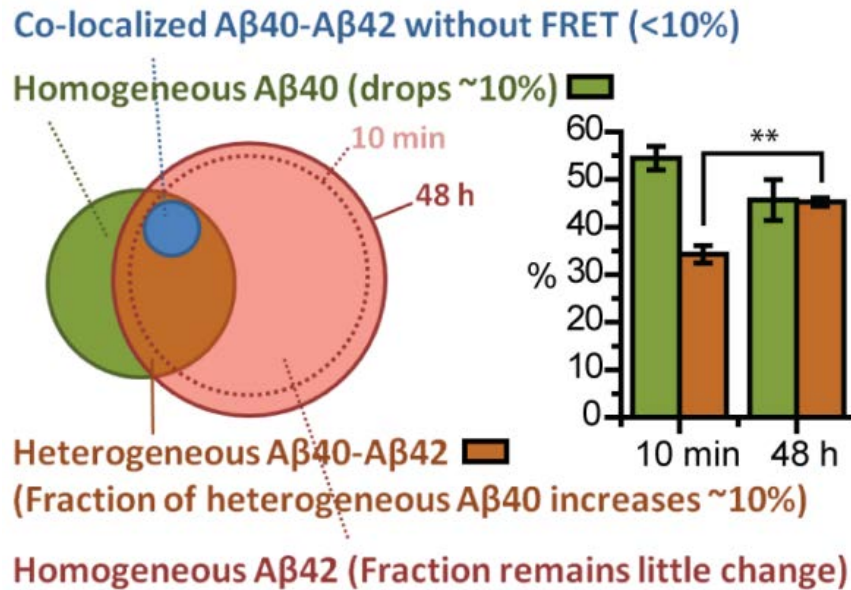 Co-localized Aβ40-Aβ42 without FRET (<10%)
Homogeneous Aβ40 (drops ~10%)
10 min
48 h
**
60
50
40
%
30
20
10
0
10 min 48 h
Heterogeneous Aβ40-Aβ42
(Fraction of heterogeneous Aβ40 increases ~10%)
Homogeneous Aβ42 (Fraction remains little change)